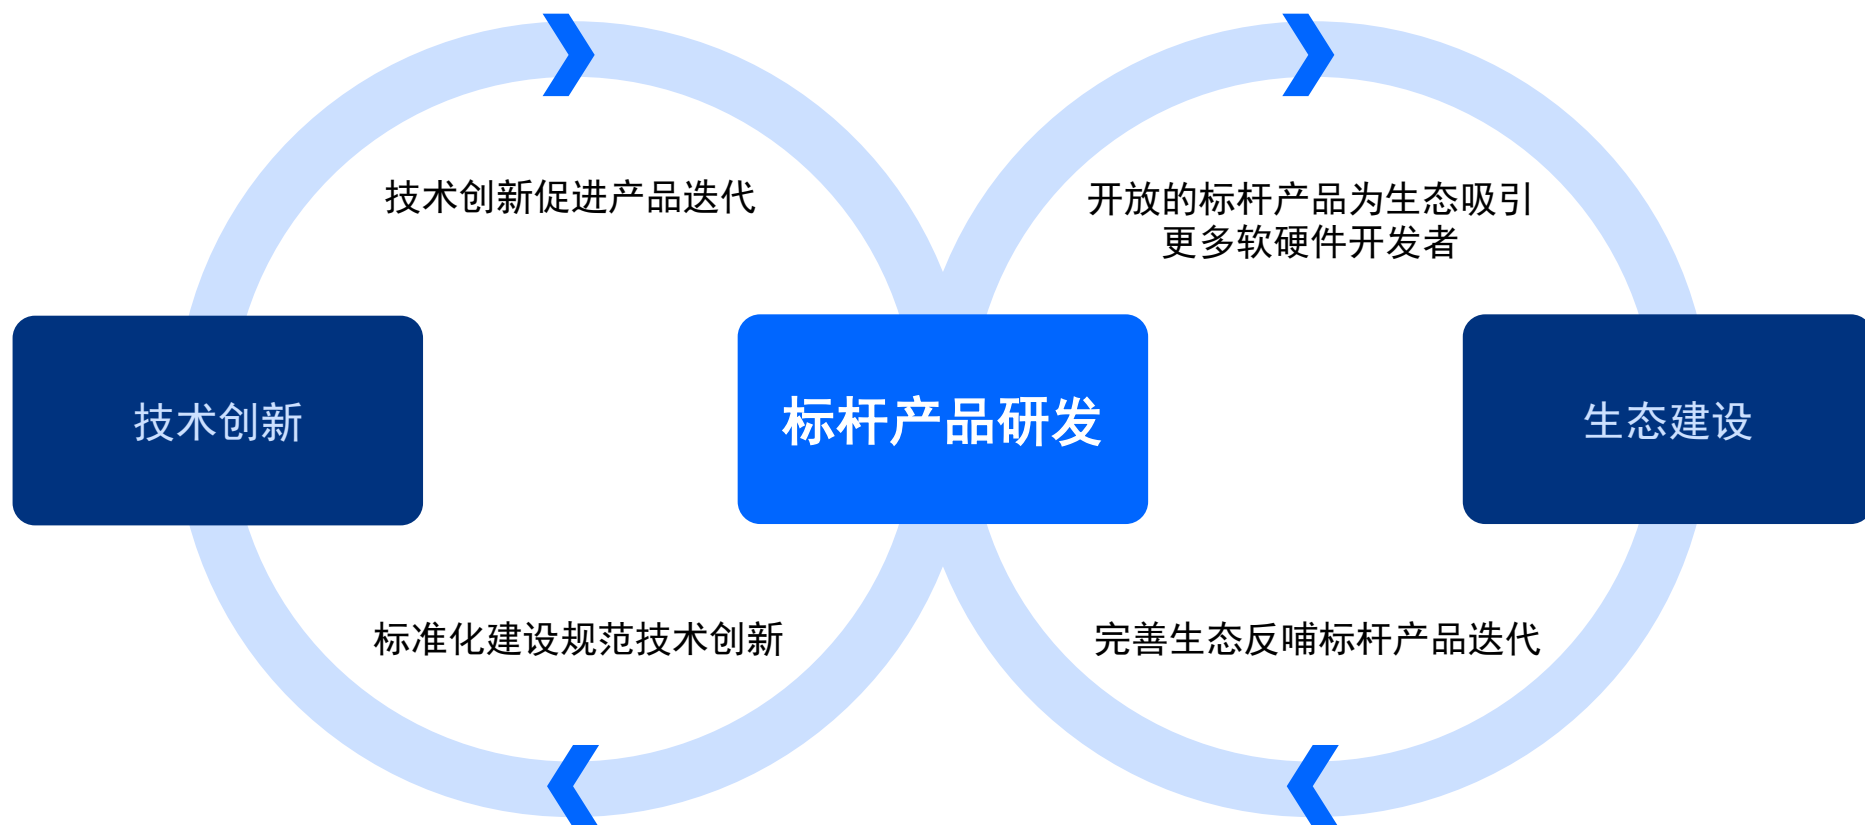 技术创新促进产品迭代
开放的标杆产品为生态吸引
更多软硬件开发者
技术创新
标杆产品研发
生态建设
标准化建设规范技术创新
完善生态反哺标杆产品迭代